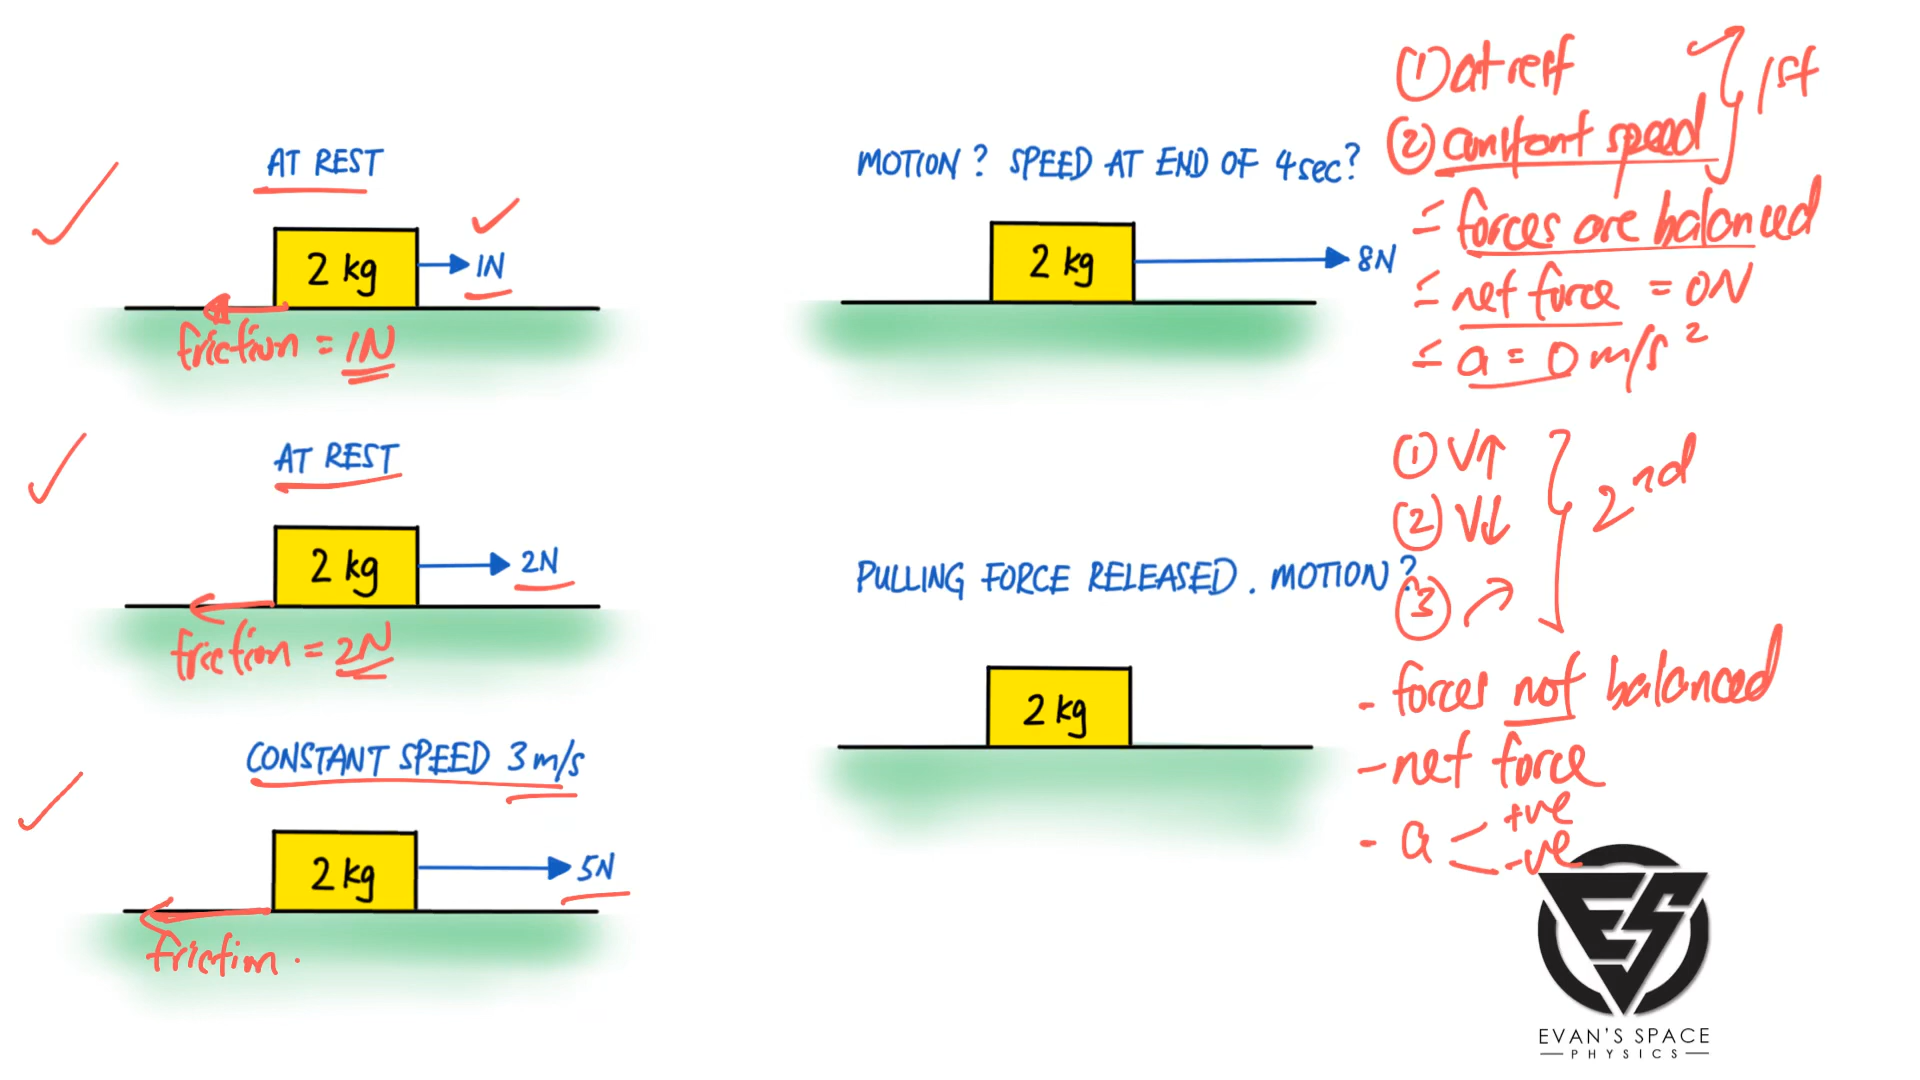 AT REST
2 kg
1N
friction = 1N
AT REST
2 kg
2N
friction = 2N
CONSTANT SPEED 3 m/s
2 kg
5N
friction .
MOTION? SPEED AT END OF 4sec?
2 kg
8N
PULLING FORCE RELEASED. MOTION?
2 kg
① at rest
② constant speed
1st
= forces are balanced
= net force = 0N
= a = 0 m/s²
① V↑
② V↓
③
2nd
- forces not balanced
- net force
- a < +ve
-ve
ES
EVAN'S SPACE
PHYSICS